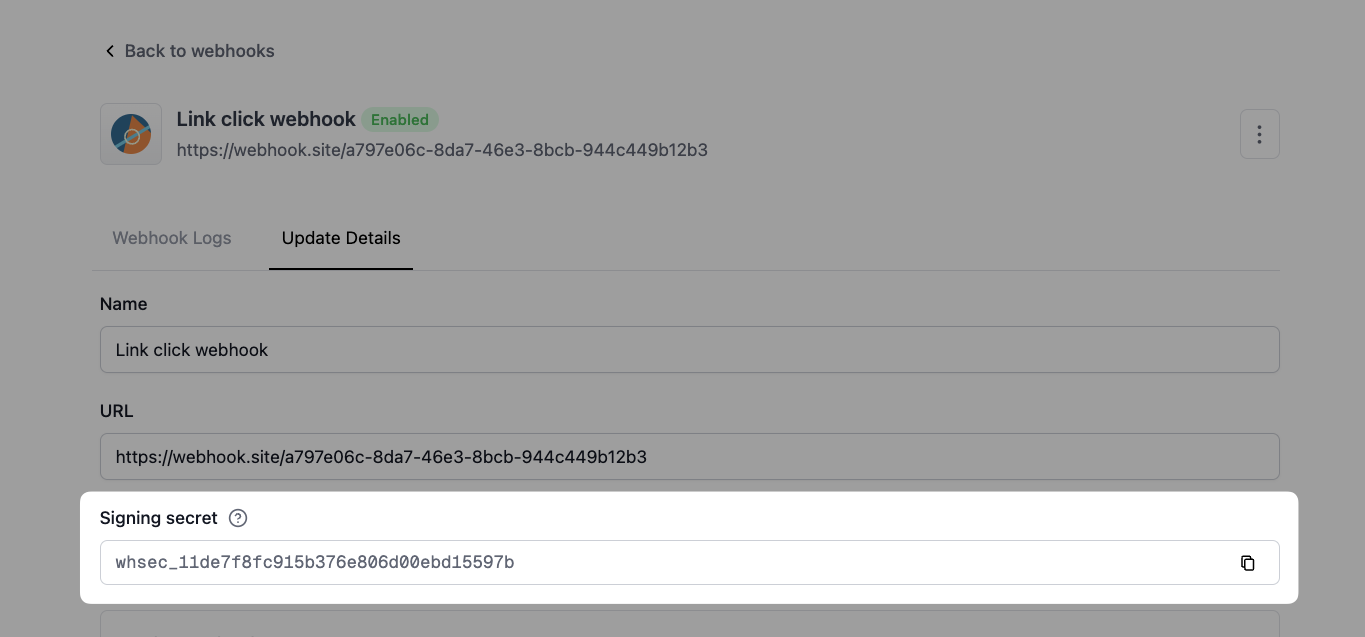 Back to webhooks
Link click webhook Enabled
https://webhook.site/a797e06c-8da7-46e3-8bcb-944c449b12b3
Webhook Logs Update Details
Name
Link click webhook
URL
https://webhook.site/a797e06c-8da7-46e3-8bcb-944c449b12b3
Signing secret
whsec_11de7f8fc915b376e806d00ebd15597b